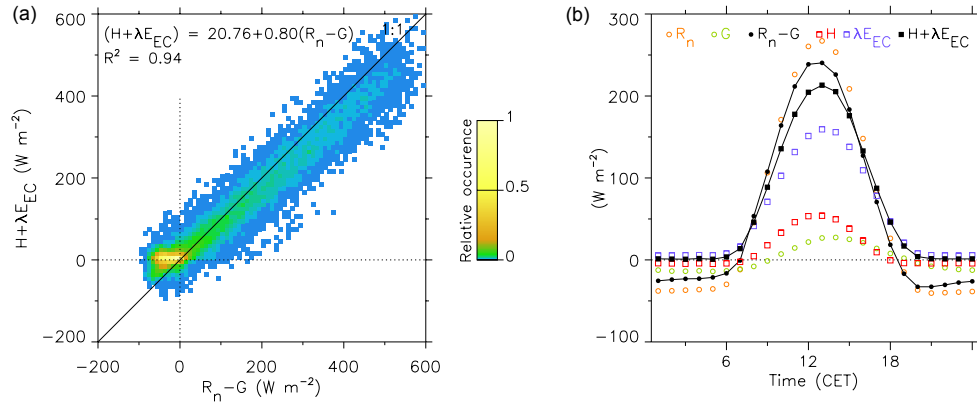 (a)
(H+λE_EC) = 20.76+0.80(R_n−G)
1:1
R² = 0.94
600
400
200
0
−200
H+λE_EC (W m⁻²)
−200 0 200 400 600
R_n−G (W m⁻²)
Relative occurence
1
0.5
0
(b)
R_n G R_n−G H λE_EC H+λE_EC
300
200
100
0
−100
(W m⁻²)
6 12 18 24
Time (CET)